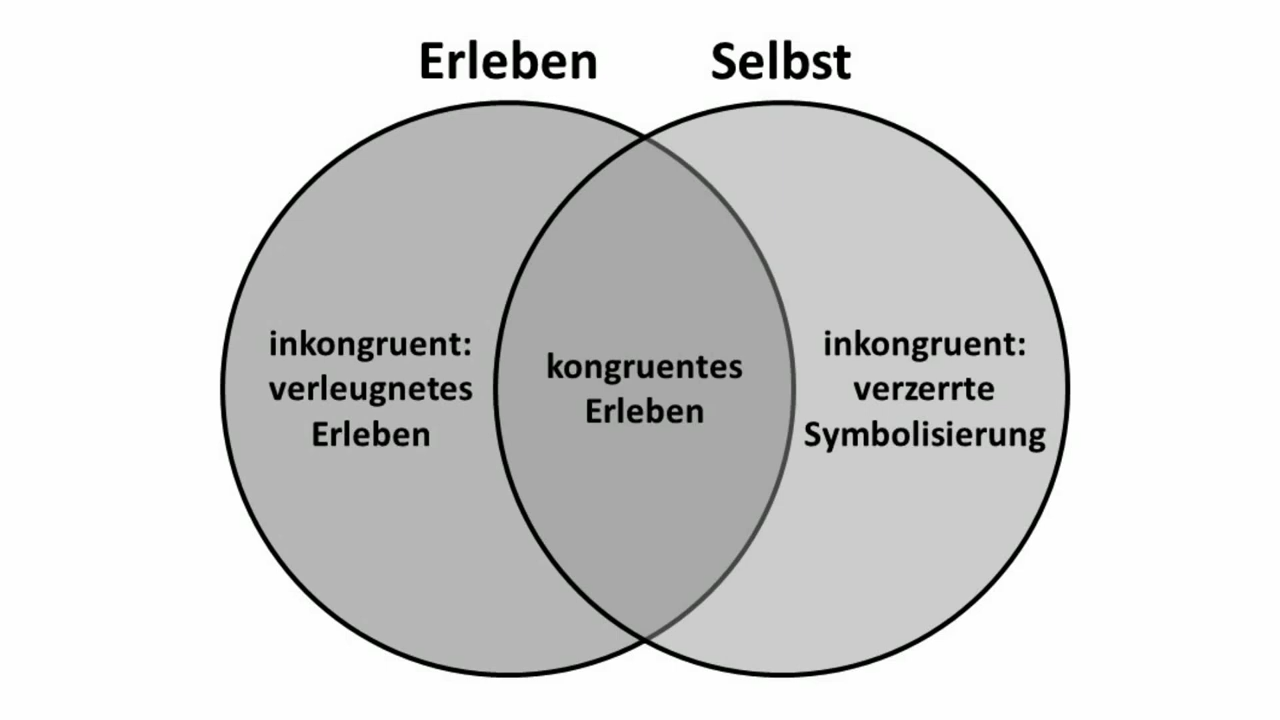 Erleben
Selbst
inkongruent:
verleugnetes
Erleben
kongruentes
Erleben
inkongruent:
verzerrte
Symbolisierung